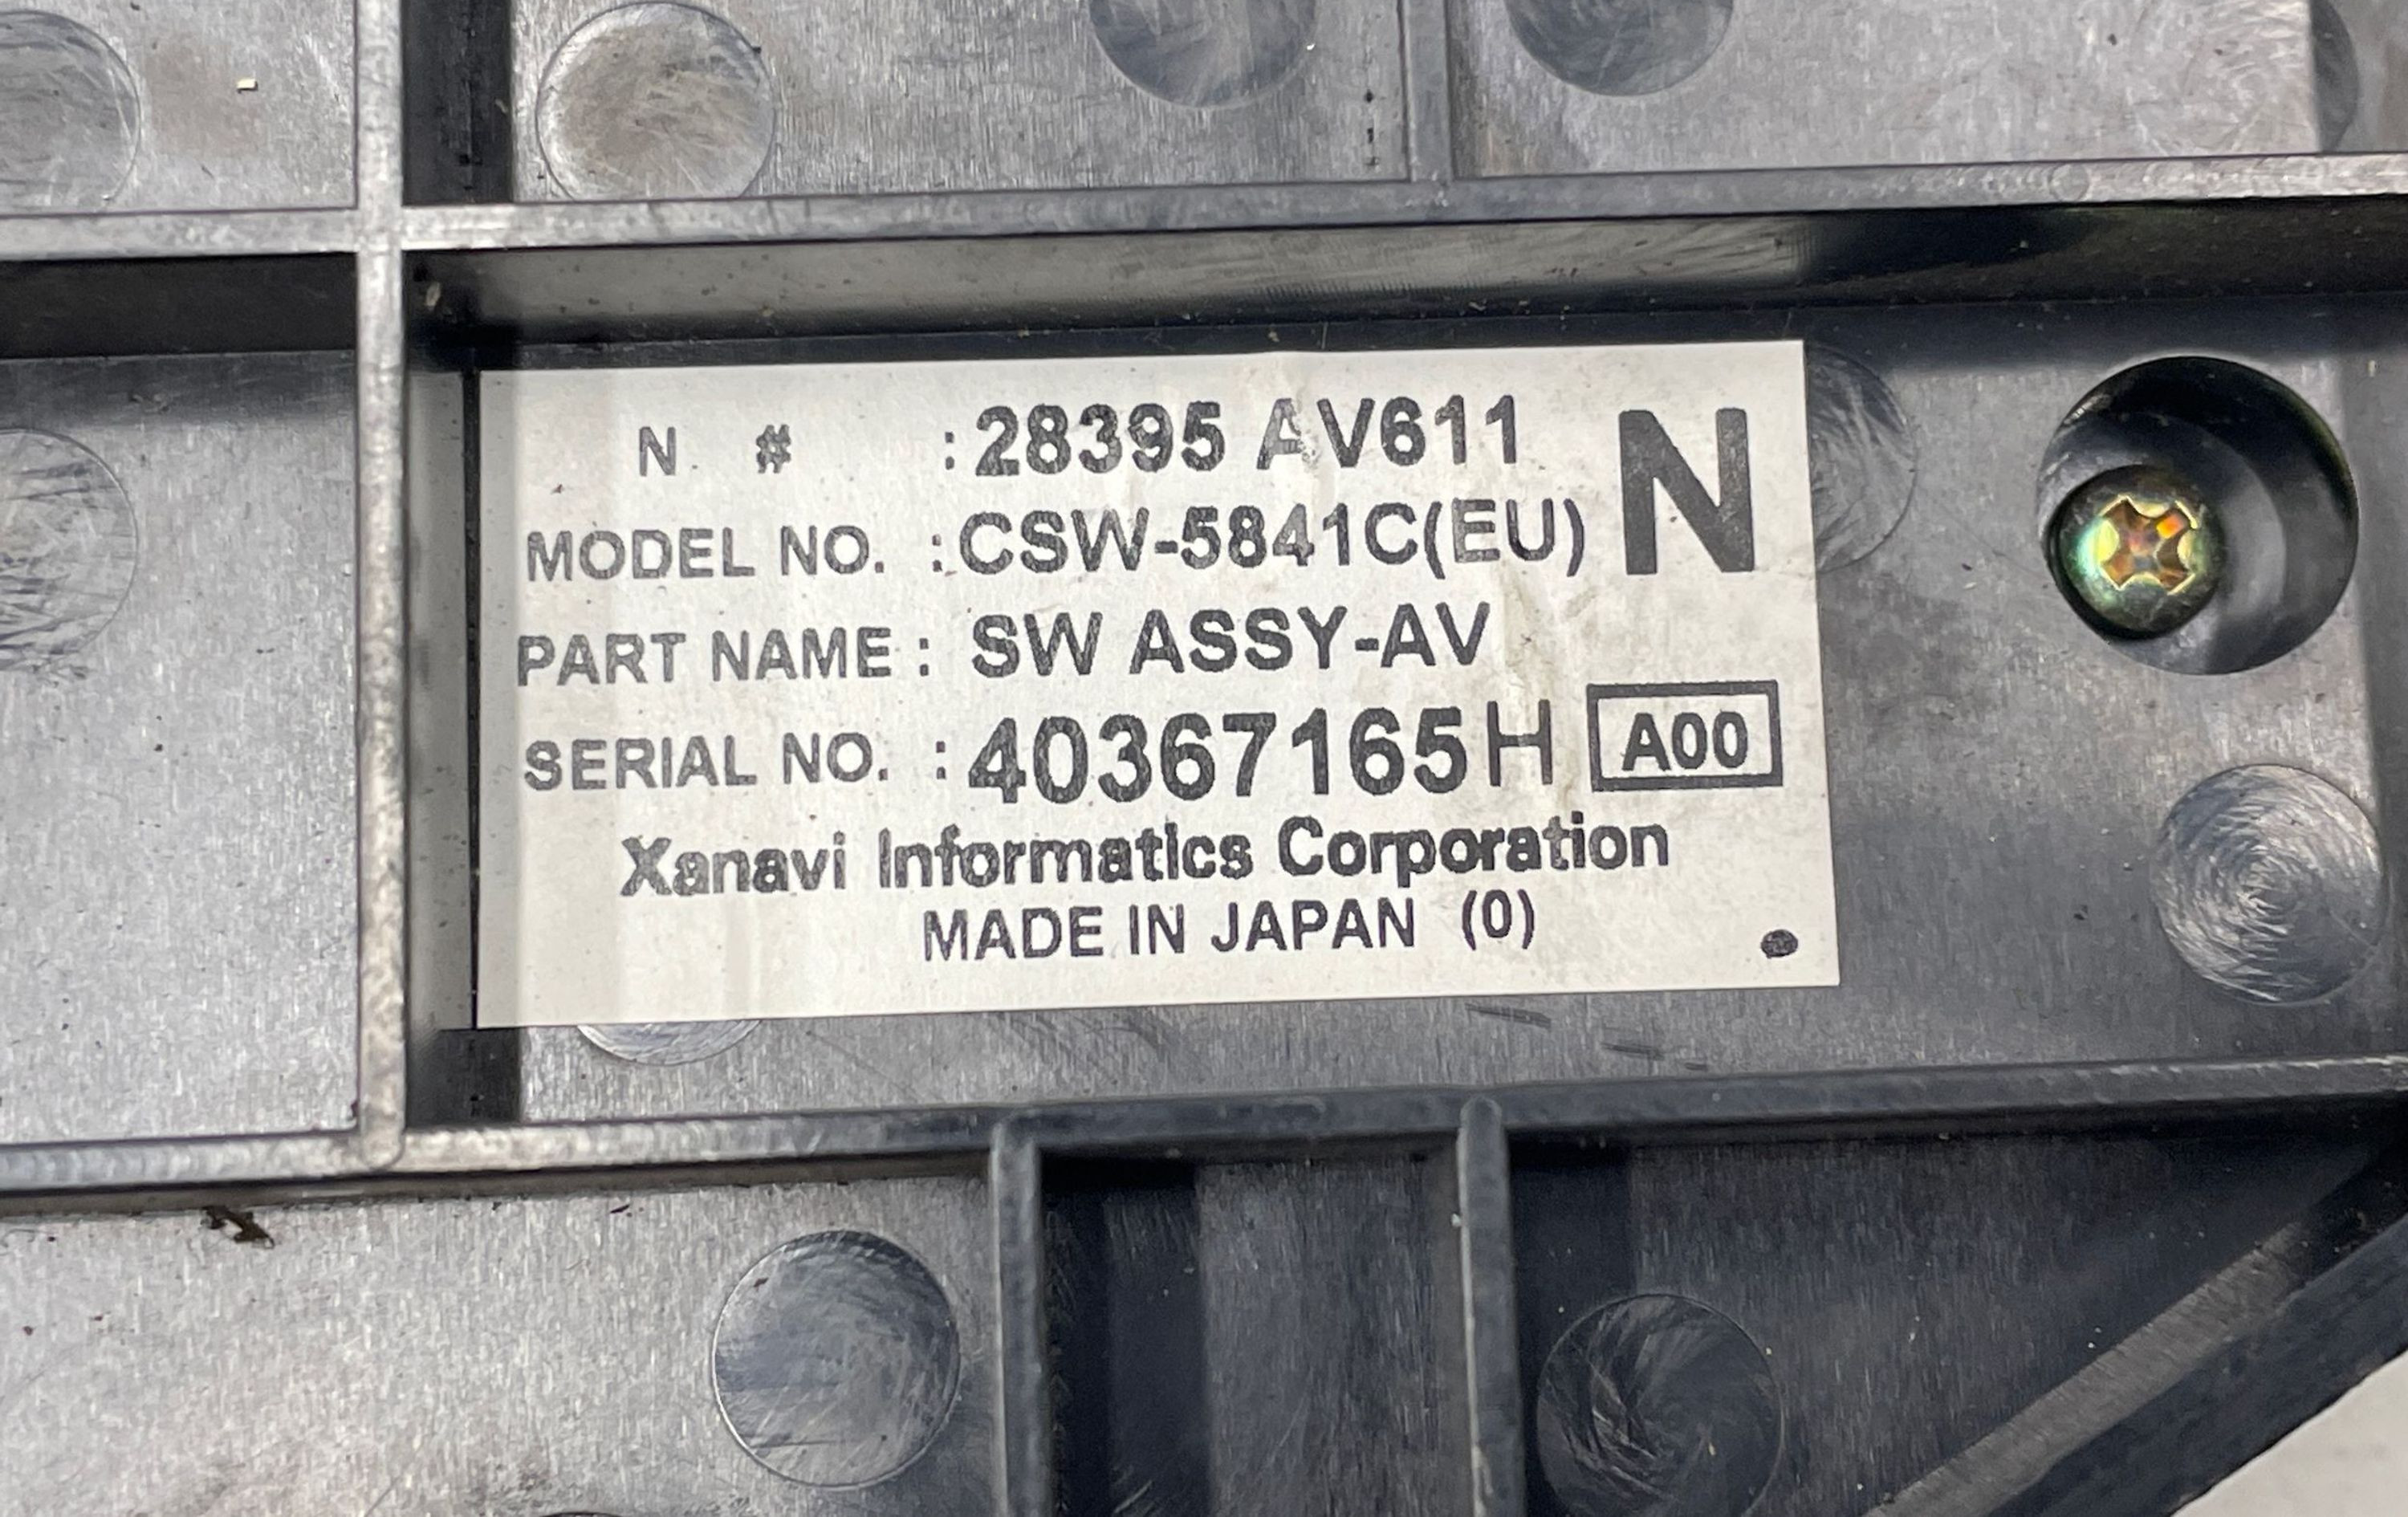 N # : 28395 AV611 N
MODEL NO. : CSW-5841C(EU)
PART NAME : SW ASSY-AV
SERIAL NO. : 40367165H A00
Xanavi Informatics Corporation
MADE IN JAPAN (0)